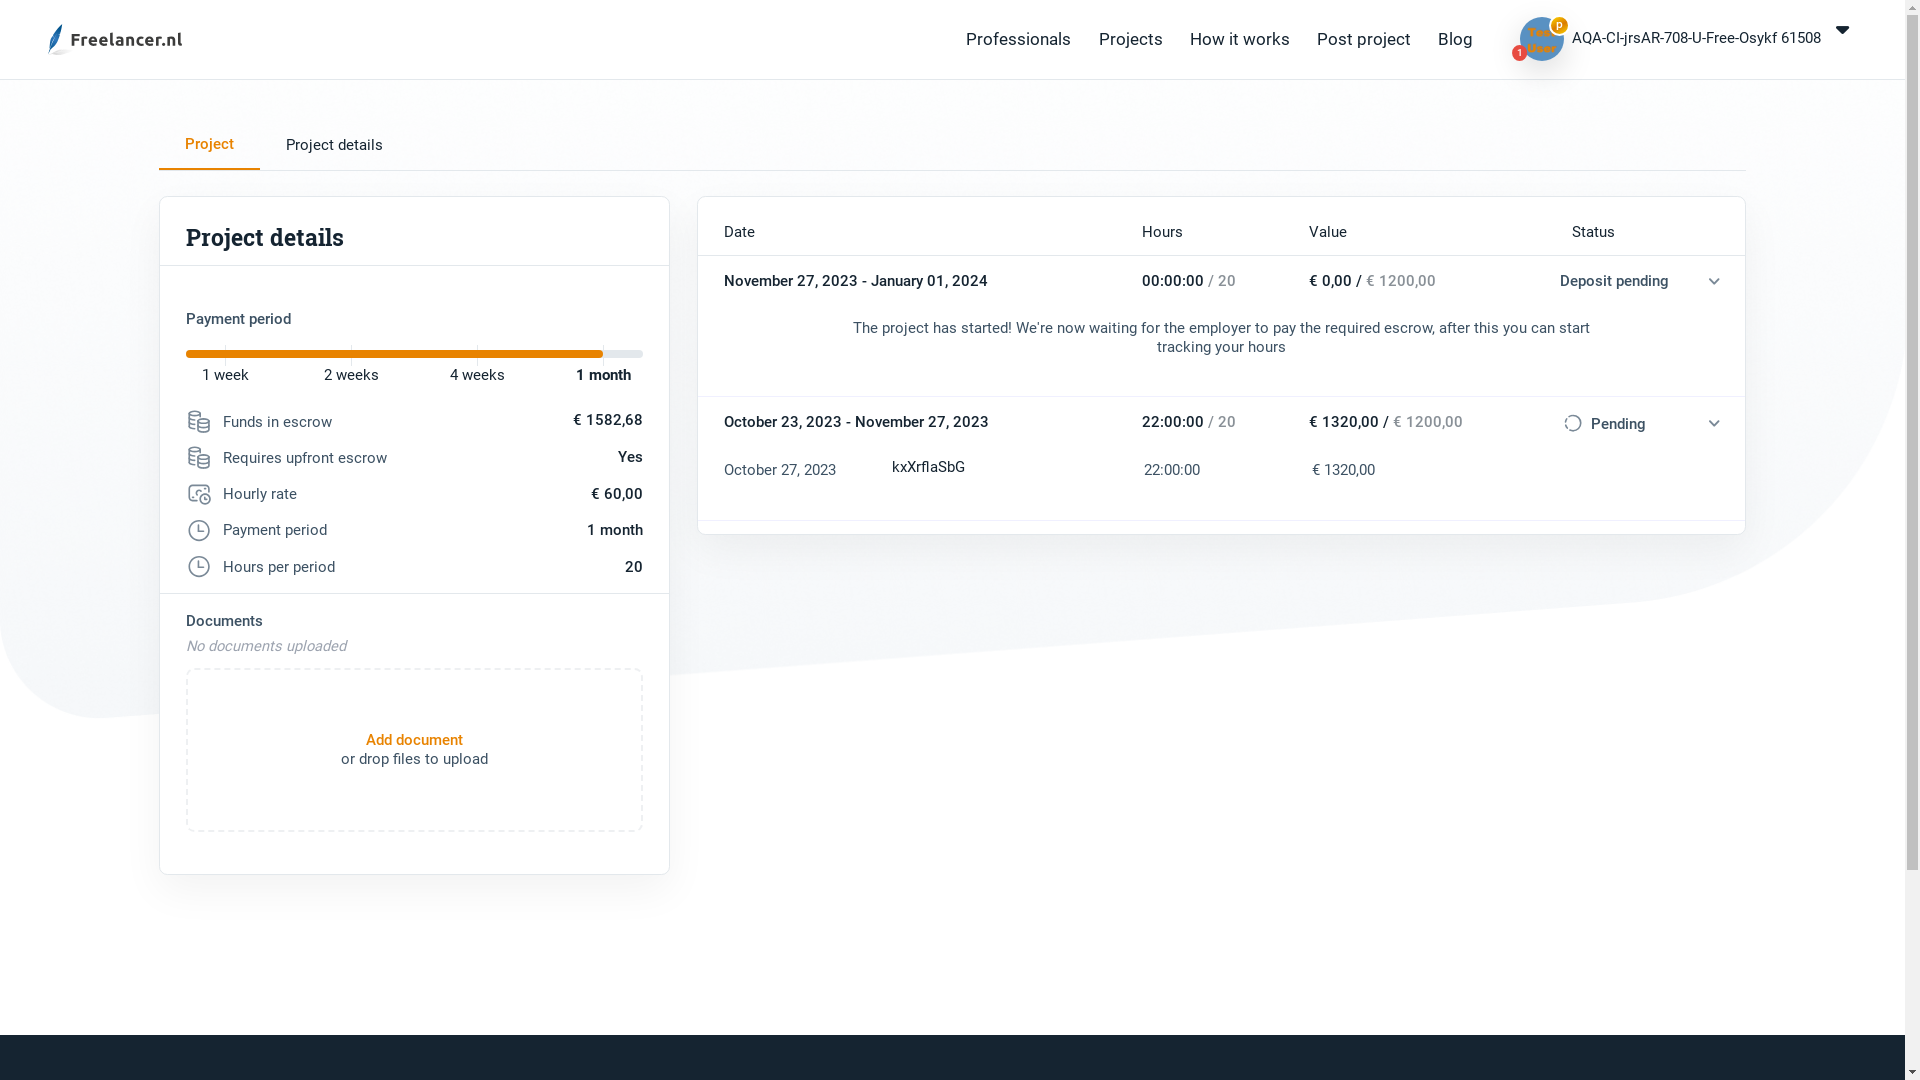 Freelancer.nl
Professionals
Projects
How it works
Post project
Blog
Test
User
p
1
AQA-CI-jrsAR-708-U-Free-Osykf 61508
Project
Project details
Project details
Payment period
1 week
2 weeks
4 weeks
1 month
Funds in escrow
€ 1582,68
Requires upfront escrow
Yes
Hourly rate
€ 60,00
Payment period
1 month
Hours per period
20
Documents
No documents uploaded
Add document
or drop files to upload
Date
Hours
Value
Status
November 27, 2023 - January 01, 2024
00:00:00 / 20
€ 0,00 / € 1200,00
Deposit pending
The project has started! We're now waiting for the employer to pay the required escrow, after this you can start
tracking your hours
October 23, 2023 - November 27, 2023
22:00:00 / 20
€ 1320,00 / € 1200,00
Pending
October 27, 2023
kxXrflaSbG
22:00:00
€ 1320,00